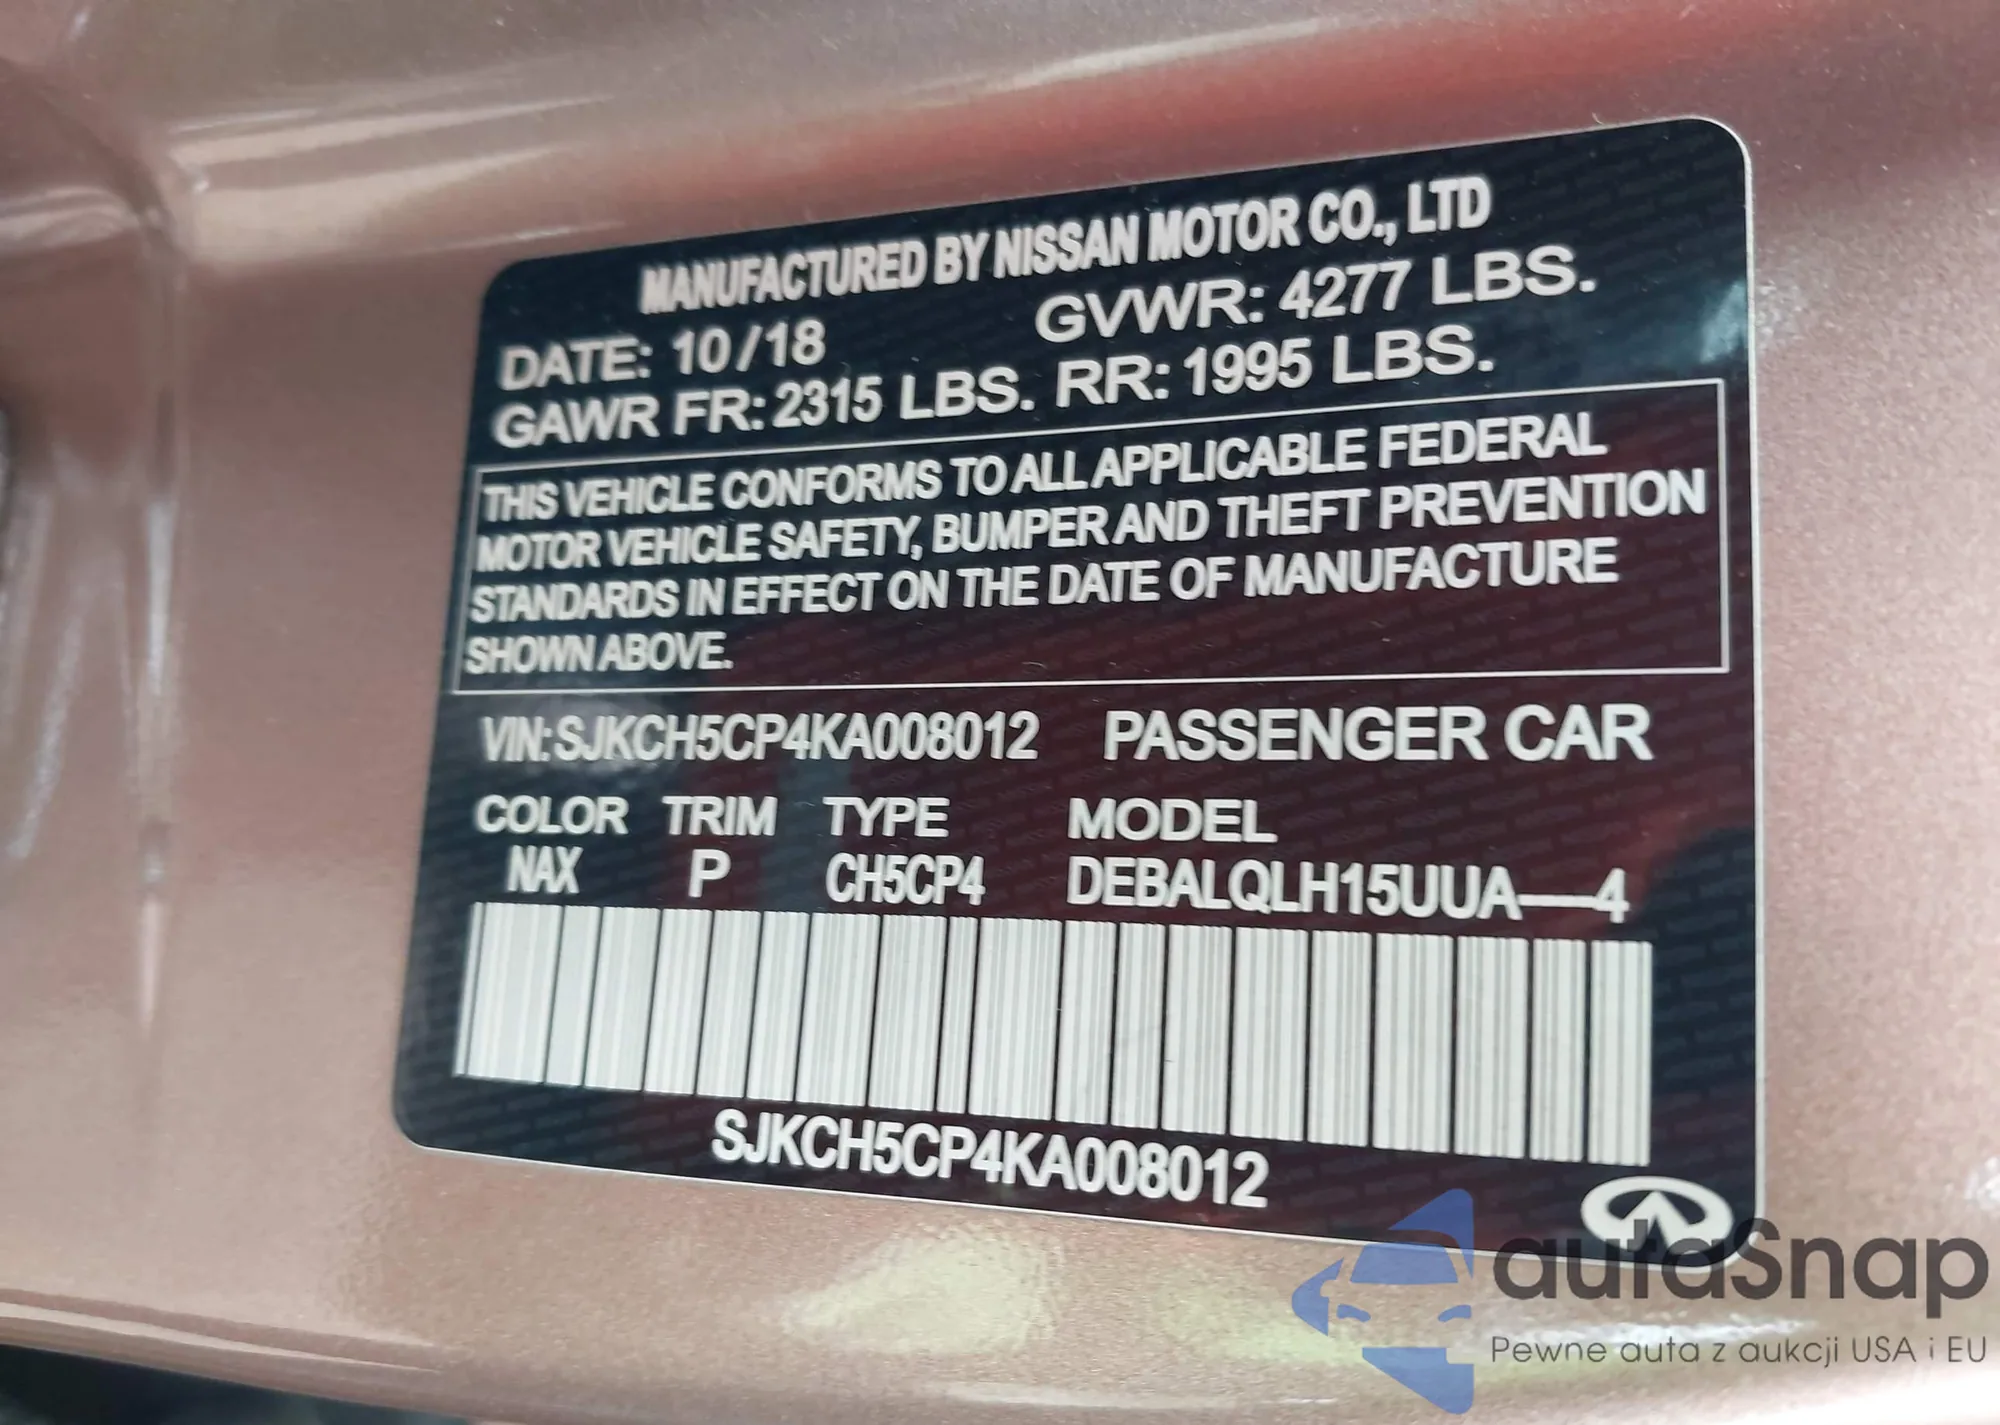 MANUFACTURED BY NISSAN MOTOR CO., LTD
DATE: 10/18 GVWR: 4277 LBS.
GAWR FR: 2315 LBS. RR: 1995 LBS.
THIS VEHICLE CONFORMS TO ALL APPLICABLE FEDERAL
MOTOR VEHICLE SAFETY, BUMPER AND THEFT PREVENTION
STANDARDS IN EFFECT ON THE DATE OF MANUFACTURE
SHOWN ABOVE.
VIN: SJKCH5CP4KA008012 PASSENGER CAR
COLOR TRIM TYPE MODEL
NAX P CH5CP4 DEBALQLH15UUA—4
SJKCH5CP4KA008012
autaSnap
Pewne auta z aukcji USA i EU